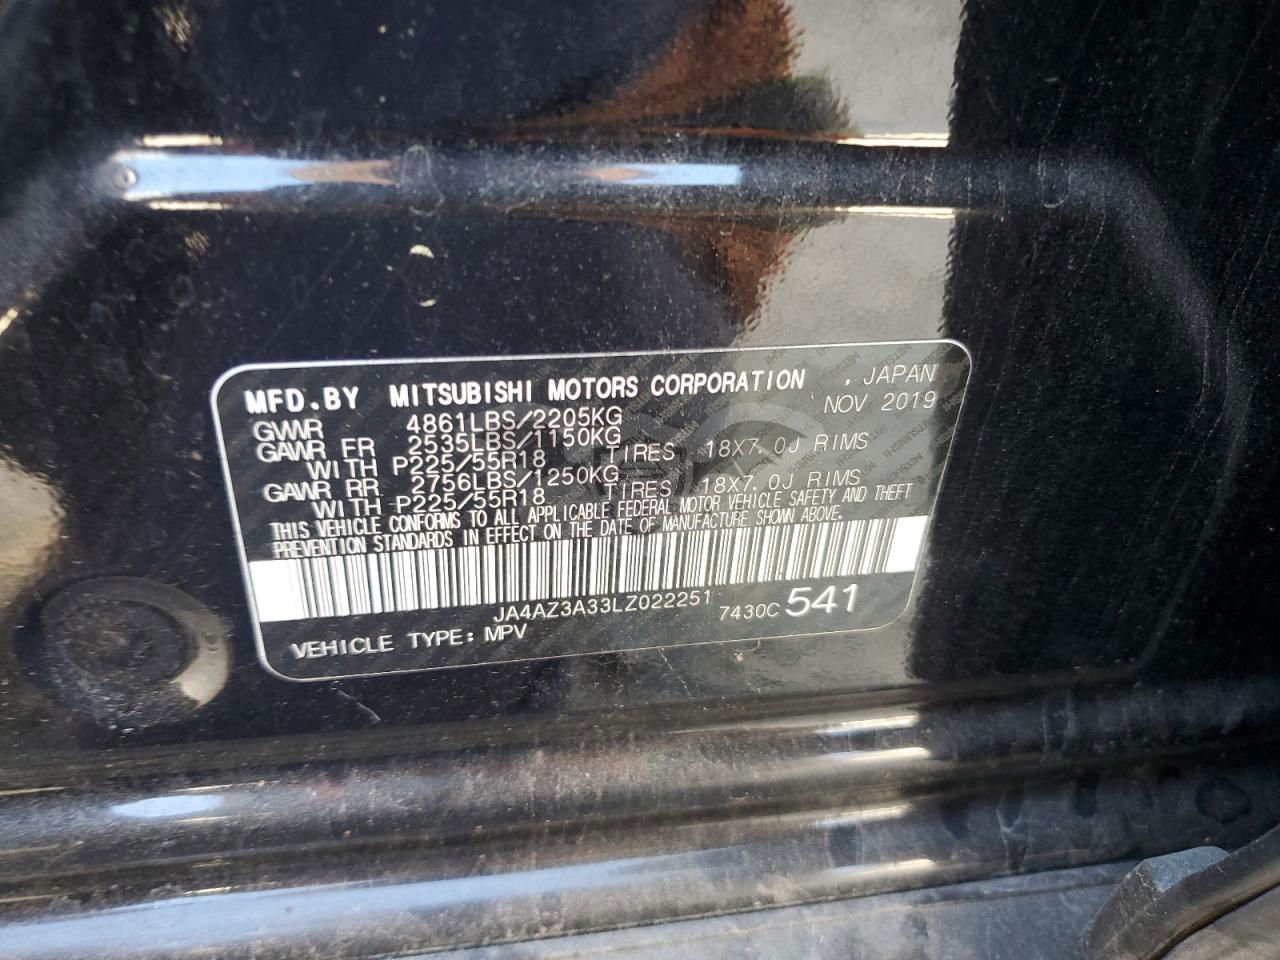 MFD.BY MITSUBISHI MOTORS CORPORATION , JAPAN
NOV 2019
GVWR 4861LBS/2205KG
GAWR FR 2535LBS/1150KG
WITH P225/55R18 TIRES 18X7.0J RIMS
GAWR RR 2756LBS/1250KG
WITH P225/55R18 TIRES 18X7.0J RIMS
THIS VEHICLE CONFORMS TO ALL APPLICABLE FEDERAL MOTOR VEHICLE SAFETY AND THEFT
PREVENTION STANDARDS IN EFFECT ON THE DATE OF MANUFACTURE SHOWN ABOVE.
JA4AZ3A33LZ022251 7430C 541
VEHICLE TYPE: MPV